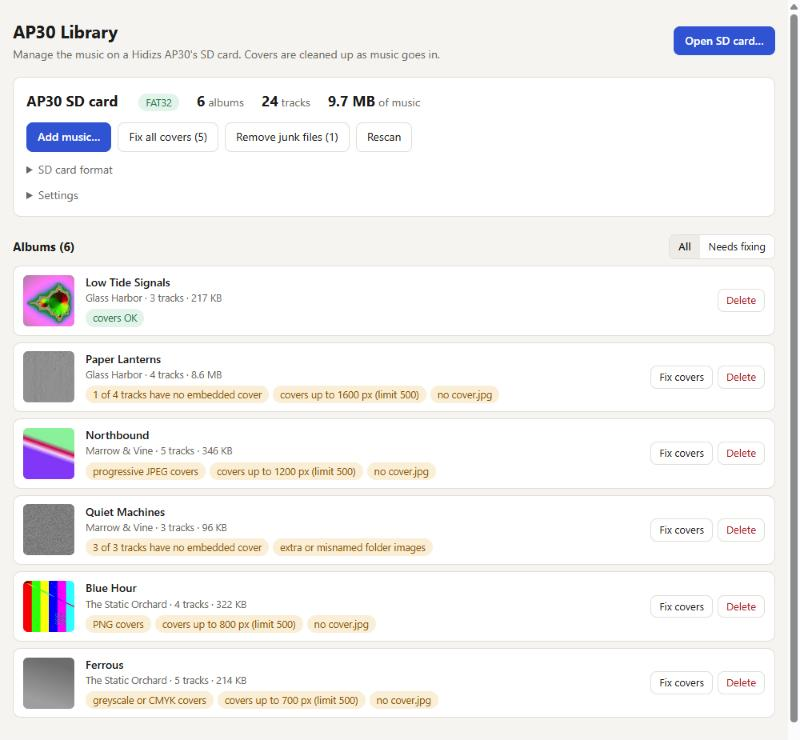 AP30 Library
Manage the music on a Hidizs AP30's SD card. Covers are cleaned up as music goes in.
Open SD card...
AP30 SD card FAT32 6 albums 24 tracks 9.7 MB of music
Add music... Fix all covers (5) Remove junk files (1) Rescan
SD card format
Settings
Albums (6)
All Needs fixing
Low Tide Signals
Glass Harbor · 3 tracks · 217 KB
covers OK
Delete
Paper Lanterns
Glass Harbor · 4 tracks · 8.6 MB
1 of 4 tracks have no embedded cover covers up to 1600 px (limit 500) no cover.jpg
Fix covers Delete
Northbound
Marrow & Vine · 5 tracks · 346 KB
progressive JPEG covers covers up to 1200 px (limit 500) no cover.jpg
Fix covers Delete
Quiet Machines
Marrow & Vine · 3 tracks · 96 KB
3 of 3 tracks have no embedded cover extra or misnamed folder images
Fix covers Delete
Blue Hour
The Static Orchard · 4 tracks · 322 KB
PNG covers covers up to 800 px (limit 500) no cover.jpg
Fix covers Delete
Ferrous
The Static Orchard · 5 tracks · 214 KB
greyscale or CMYK covers covers up to 700 px (limit 500) no cover.jpg
Fix covers Delete